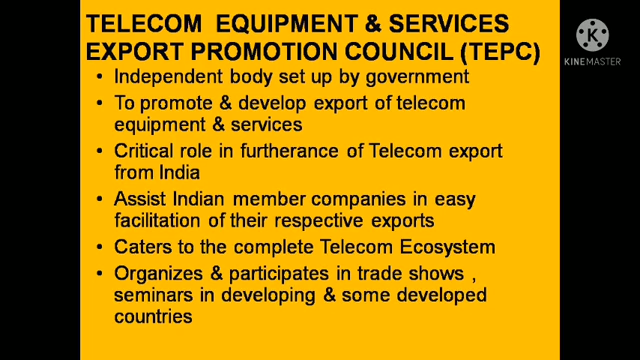 TELECOM EQUIPMENT & SERVICES
EXPORT PROMOTION COUNCIL (TEPC)
• Independent body set up by government
• To promote & develop export of telecom
equipment & services
• Critical role in furtherance of Telecom export
from India
• Assist Indian member companies in easy
facilitation of their respective exports
• Caters to the complete Telecom Ecosystem
• Organizes & participates in trade shows ,
seminars in developing & some developed
countries
K
KINEMASTER